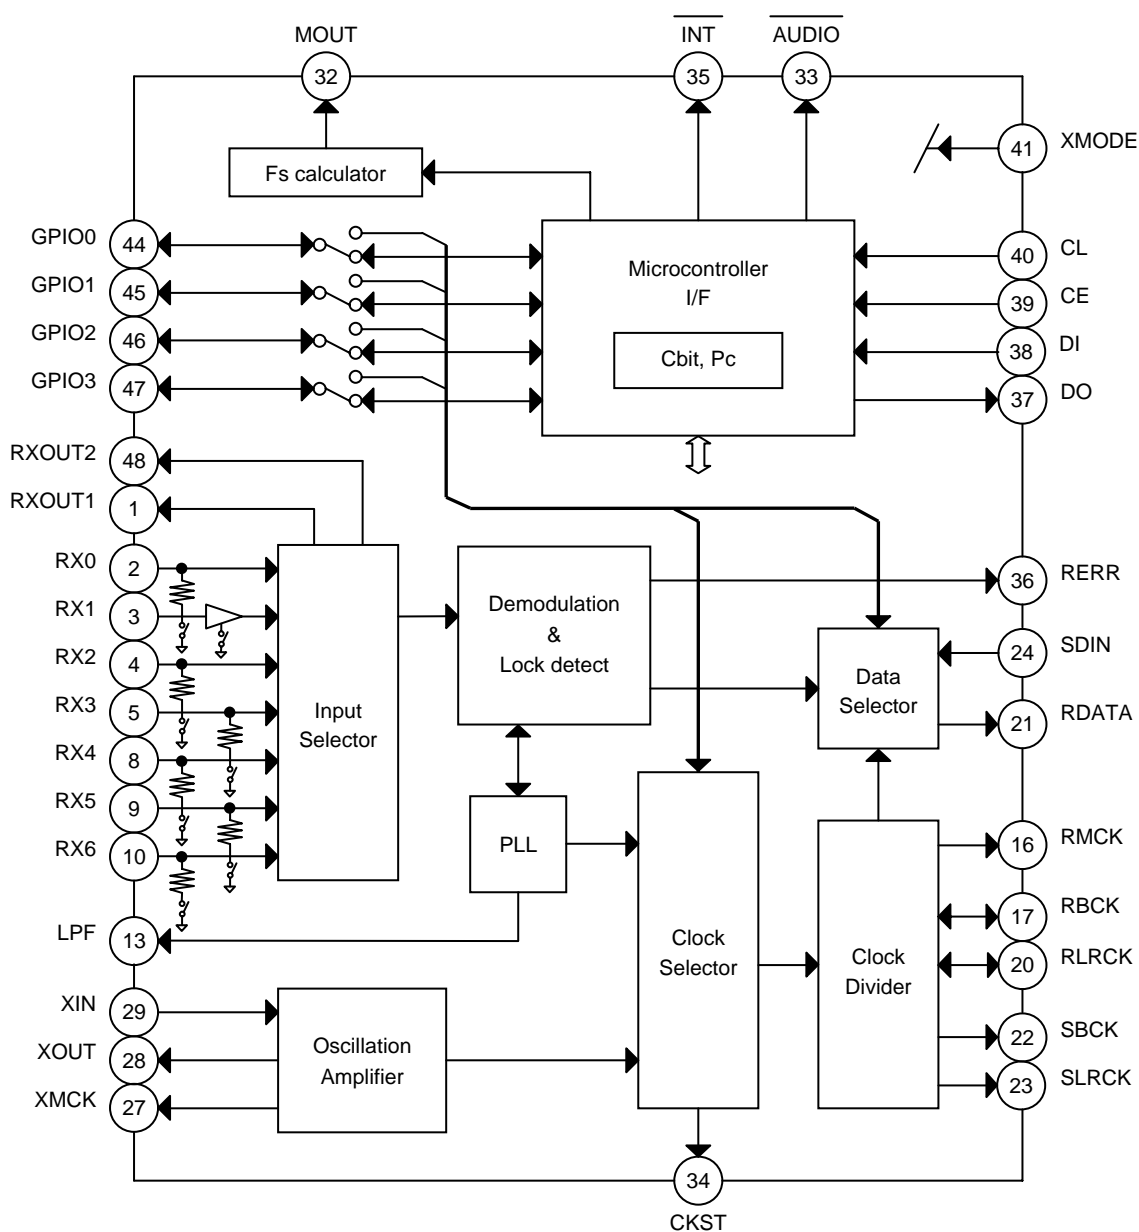 MOUT
INT
AUDIO
32
35
33
41
XMODE
Fs calculator
GPIO0
44
GPIO1
45
GPIO2
46
GPIO3
47
Microcontroller
I/F
Cbit, Pc
40
CL
39
CE
38
DI
37
DO
RXOUT2
48
RXOUT1
1
RX0
2
RX1
3
RX2
4
RX3
5
RX4
8
RX5
9
RX6
10
Input
Selector
Demodulation
&
Lock detect
36
RERR
24
SDIN
Data
Selector
21
RDATA
PLL
16
RMCK
17
RBCK
LPF
13
Clock
Selector
Clock
Divider
20
RLRCK
XIN
29
XOUT
28
XMCK
27
Oscillation
Amplifier
22
SBCK
23
SLRCK
34
CKST